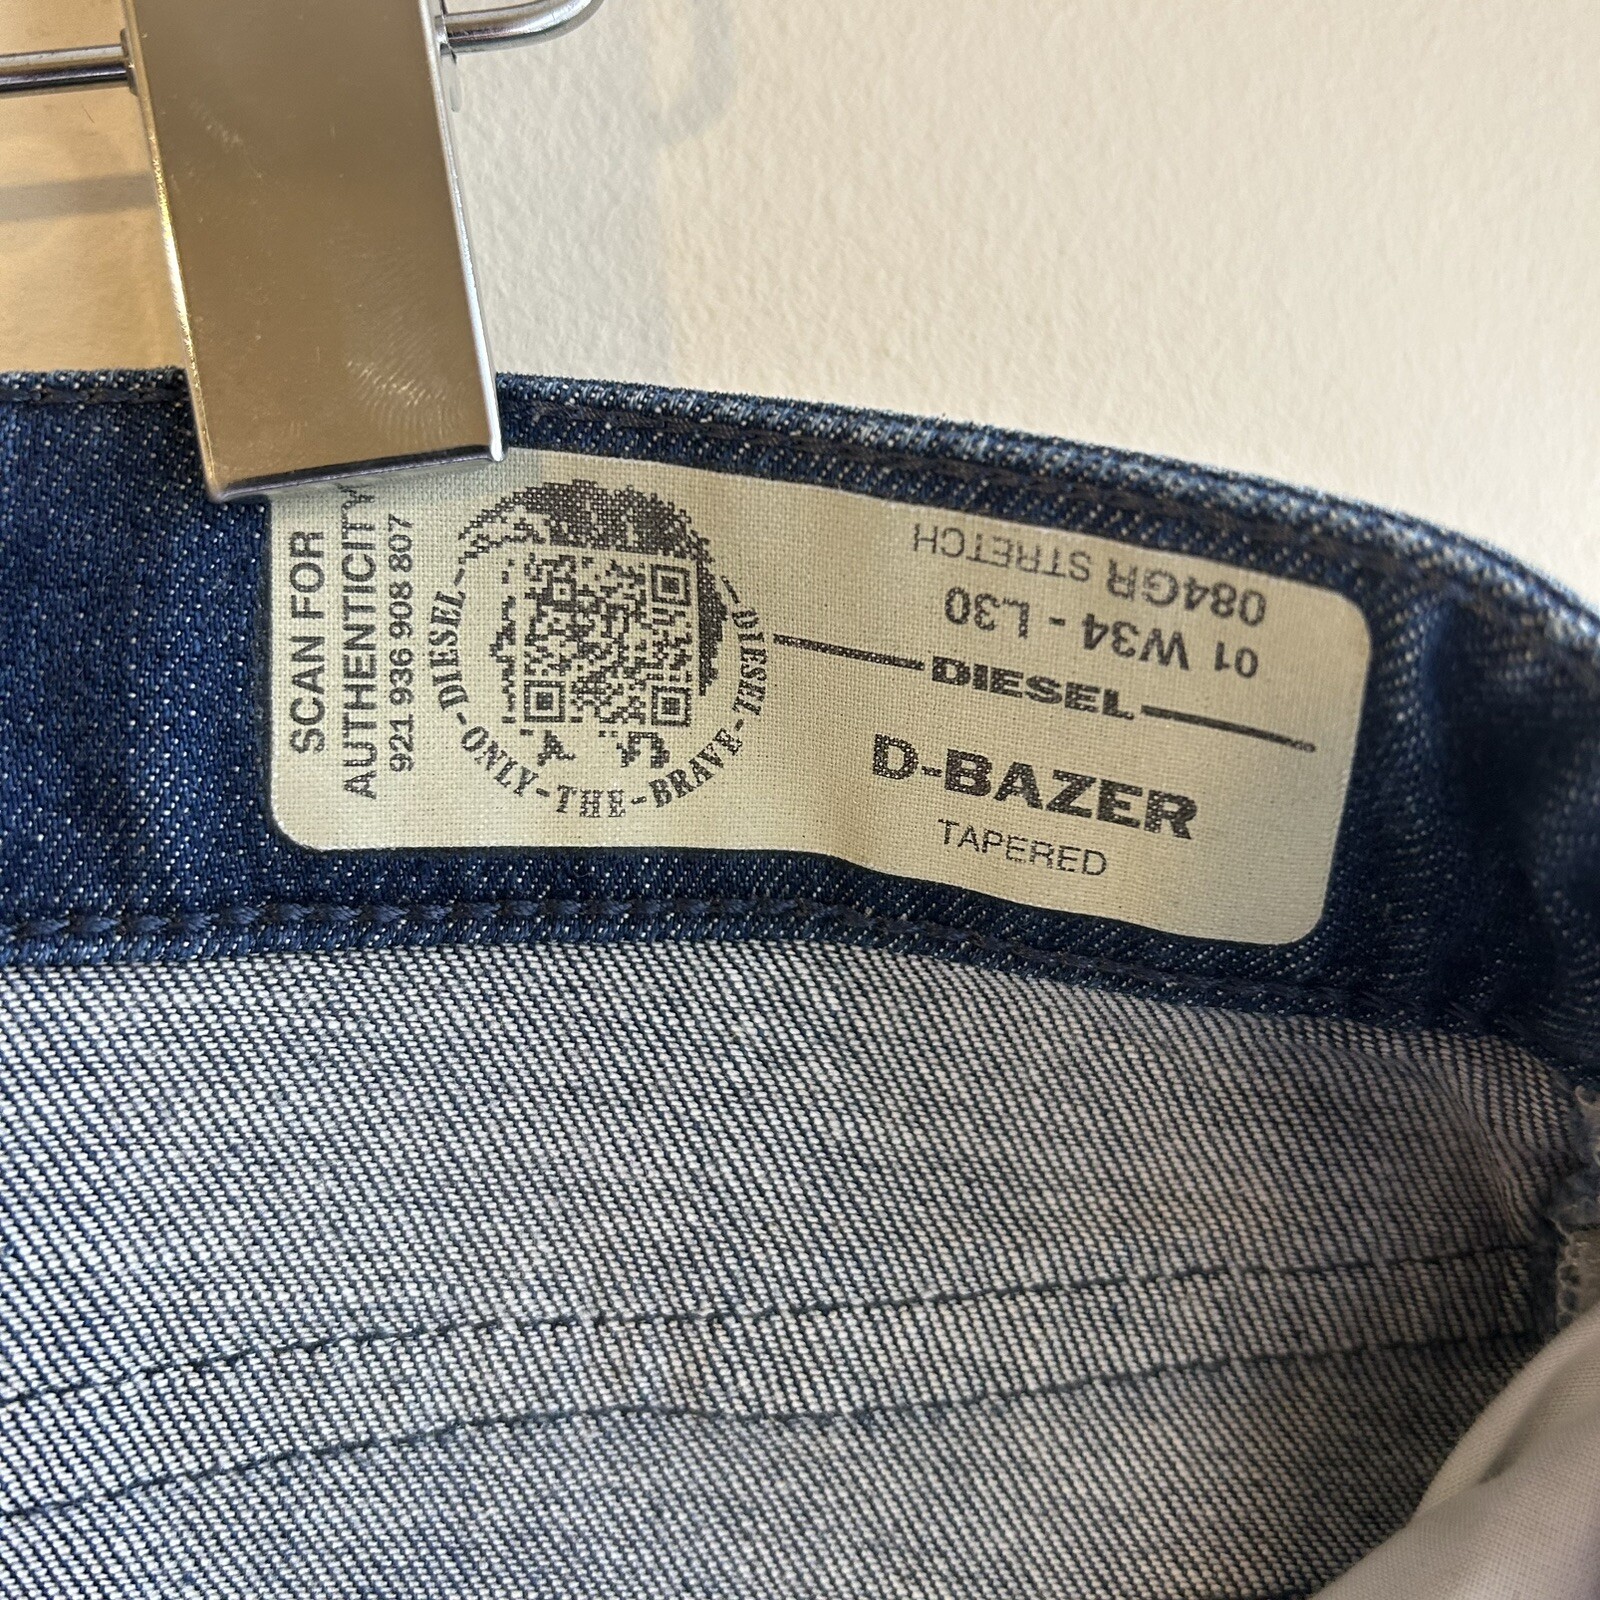 SCAN FOR
AUTHENTICITY
921 936 908 807
DIESEL - ONLY - THE - BRAVE - DIESEL
084GR STRETCH
01 W34 - L30
DIESEL
D-BAZER
TAPERED